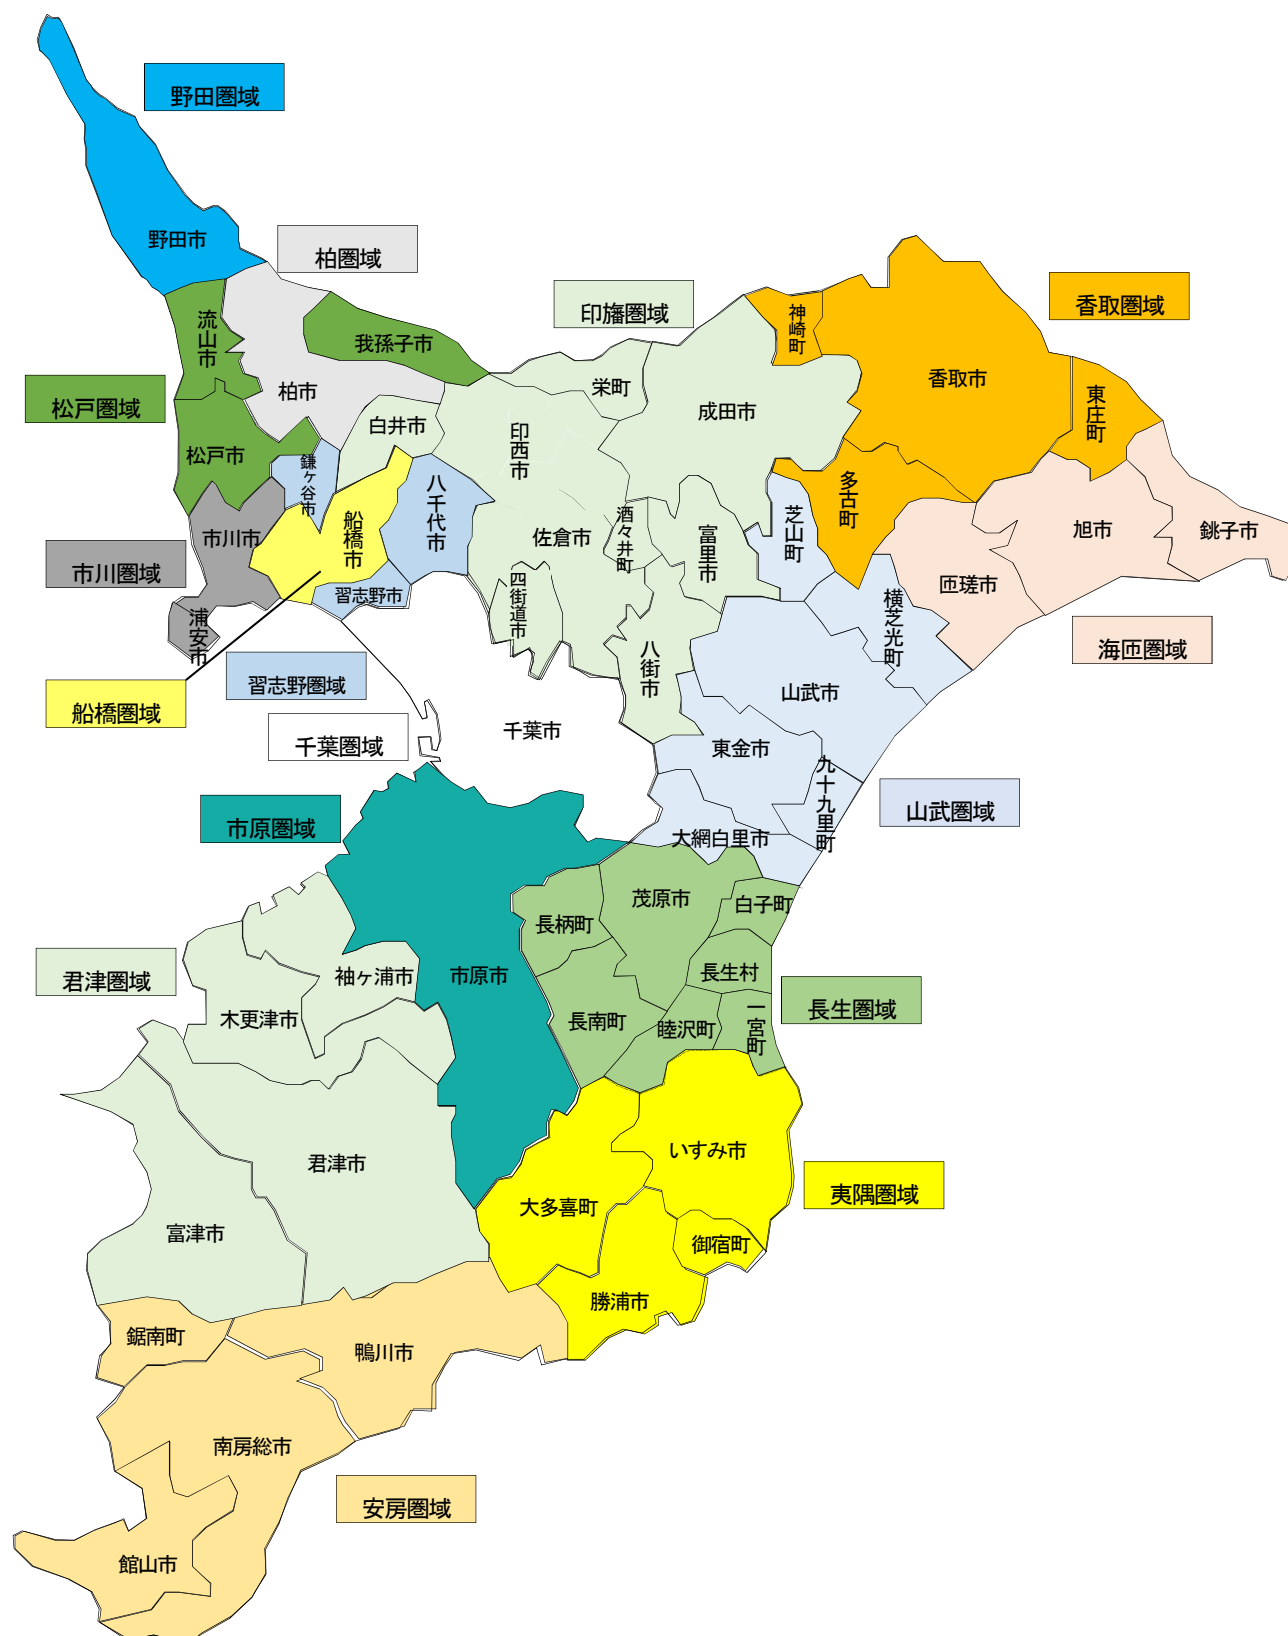 野田圏域
野田市
柏圏域
流山市
我孫子市
柏市
松戸圏域
松戸市
印旛圏域
栄町
白井市
印西市
成田市
神崎町
香取市
香取圏域
東庄町
鎌ヶ谷市
船橋市
八千代市
市川市
市川圏域
浦安市
習志野市
習志野圏域
船橋圏域
佐倉市
酒々井町
富里市
四街道市
八街市
多古町
芝山町
横芝光町
匝瑳市
旭市
銚子市
海匝圏域
千葉市
千葉圏域
山武市
東金市
九十九里町
大網白里市
山武圏域
市原圏域
市原市
茂原市
白子町
長柄町
長生村
長南町
睦沢町
一宮町
長生圏域
君津圏域
袖ヶ浦市
木更津市
君津市
富津市
いすみ市
大多喜町
御宿町
勝浦市
夷隅圏域
鋸南町
鴨川市
南房総市
館山市
安房圏域